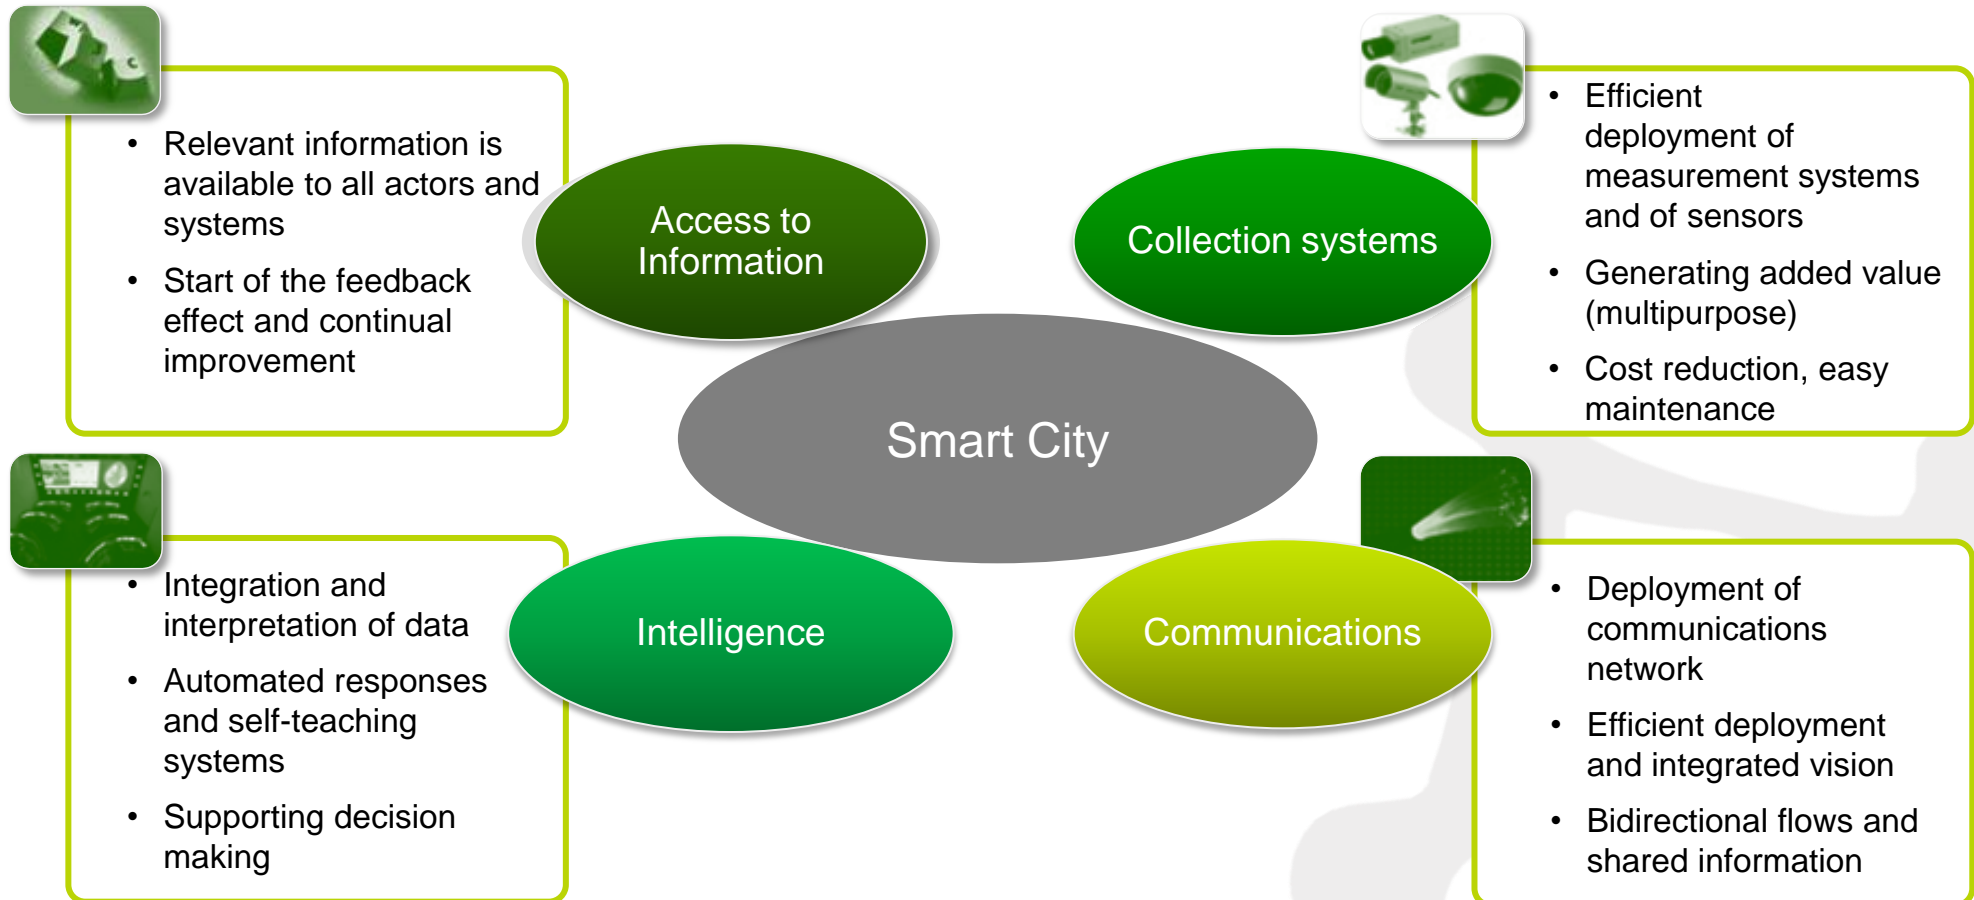 • Relevant information is
available to all actors and
systems
• Start of the feedback
effect and continual
improvement
Access to
Information
Collection systems
• Efficient
deployment of
measurement systems
and of sensors
• Generating added value
(multipurpose)
• Cost reduction, easy
maintenance
Smart City
• Integration and
interpretation of data
• Automated responses
and self-teaching
systems
• Supporting decision
making
Intelligence
Communications
• Deployment of
communications
network
• Efficient deployment
and integrated vision
• Bidirectional flows and
shared information